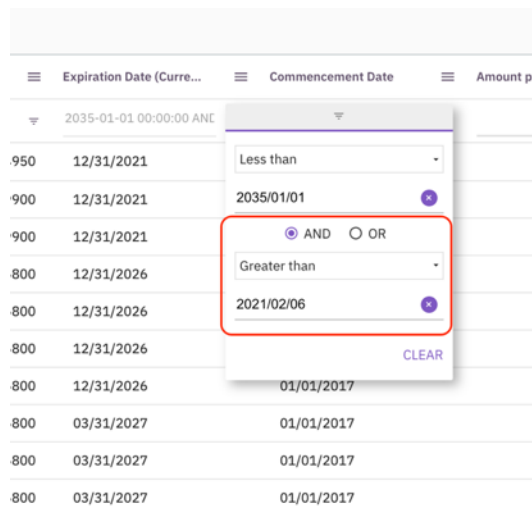 Expiration Date (Curre...
Commencement Date
Amount p
2035-01-01 00:00:00 AND
Less than
950 12/31/2021
2035/01/01
900 12/31/2021
AND OR
900 12/31/2021
Greater than
800 12/31/2026
2021/02/06
800 12/31/2026
800 12/31/2026
CLEAR
800 12/31/2026 01/01/2017
800 03/31/2027 01/01/2017
800 03/31/2027 01/01/2017
800 03/31/2027 01/01/2017